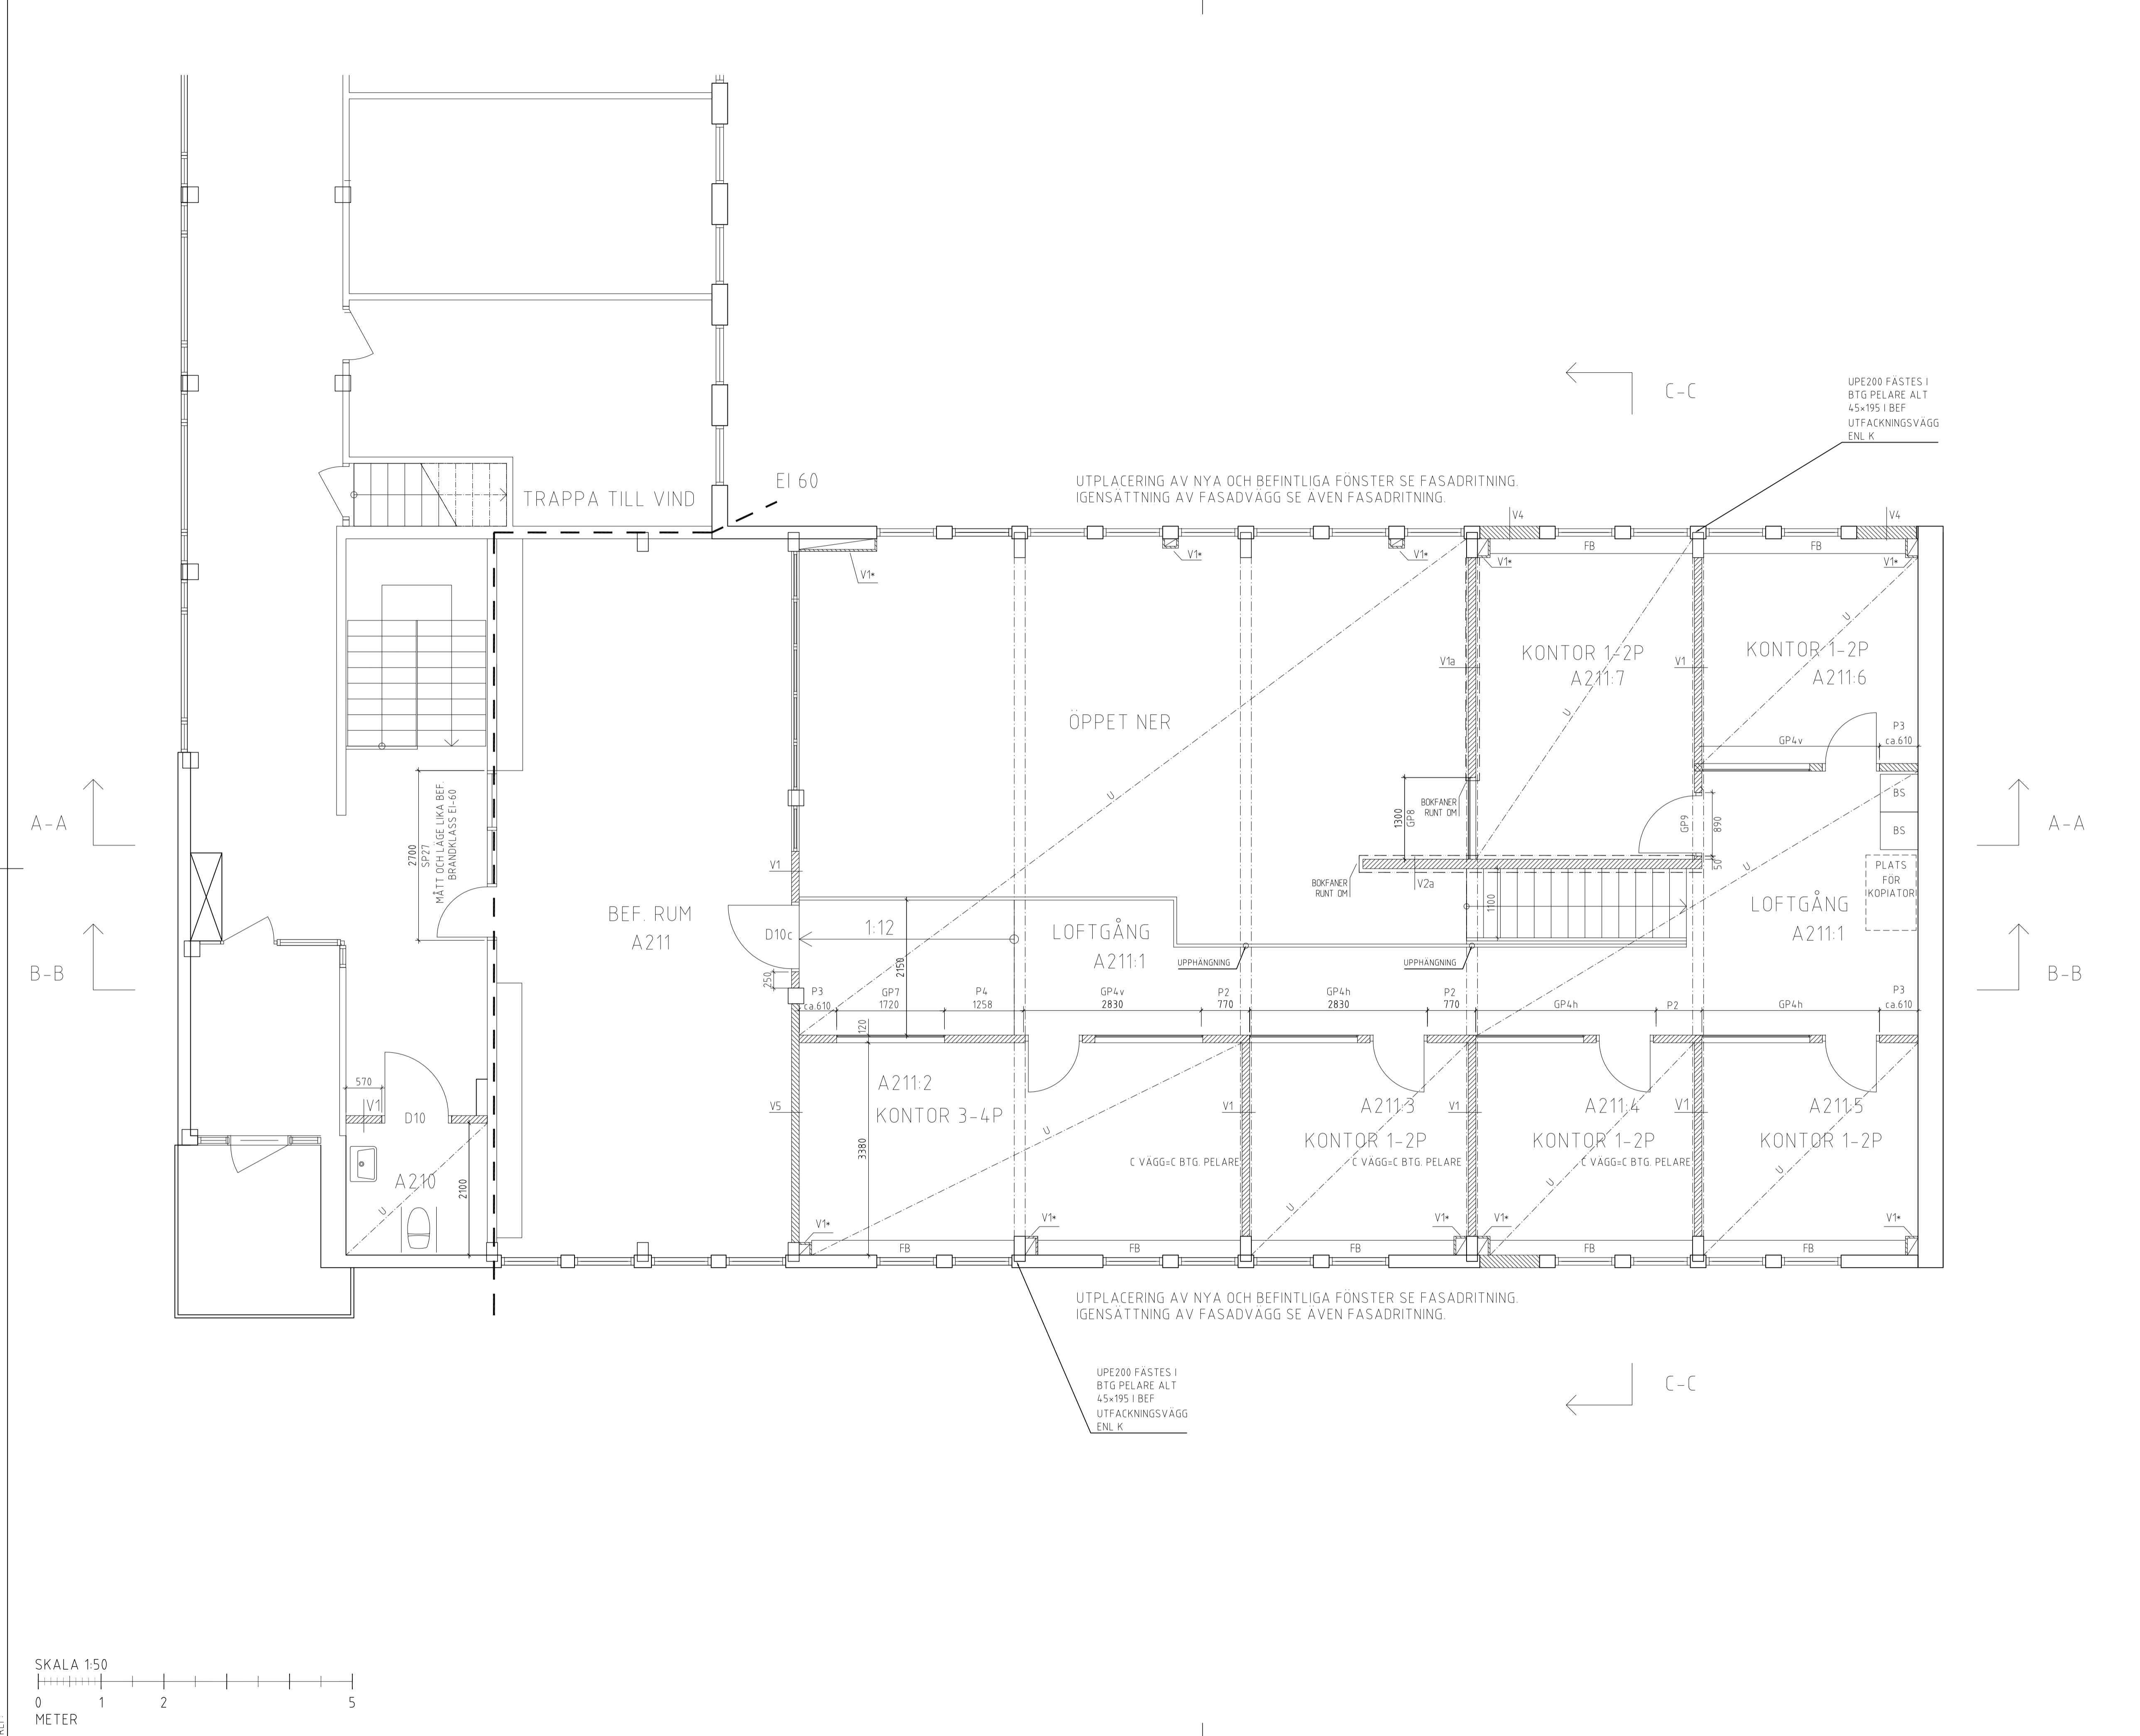 C-C
UPE200 FÄSTES I
BTG PELARE ALT
45×195 I BEF
UTFACKNINGSVÄGG
ENL K
TRAPPA TILL VIND
EI 60
UTPLACERING AV NYA OCH BEFINTLIGA FÖNSTER SE FASADRITNING.
IGENSÄTTNING AV FASADVÄGG SE ÄVEN FASADRITNING.
V4
V4
FB
FB
V1*
V1*
V1*
V1*
V1*
KONTOR 1-2P
A211:7
KONTOR 1-2P
A211:6
V1a
V1
U
U
ÖPPET NER
P3
GP4v
ca.610
U
BS
BS
A-A
A-A
2700
SP27
MÅTT OCH LÄGE LIKA BEF.
BRANDKLASS EI-60
BOKFANER
RUNT OM
1300
GP8
GP9
890
50
V1
U
PLATS
FÖR
KOPIATOR
BOKFANER
RUNT OM
V2a
1100
BEF. RUM
A211
D10c
1:12
LOFTGÅNG
A211:1
LOFTGÅNG
A211:1
B-B
B-B
UPPHÄNGNING
UPPHÄNGNING
250
2150
P3
ca.610
GP7
1720
P4
1258
GP4v
2830
P2
770
GP4h
2830
P2
770
GP4h
P2
GP4h
P3
ca.610
120
570
V1
D10
V5
A211:2
KONTOR 3-4P
V1
A211:3
KONTOR 1-2P
V1
A211:4
KONTOR 1-2P
V1
A211:5
KONTOR 1-2P
3380
U
C VÄGG=C BTG. PELARE
C VÄGG=C BTG. PELARE
C VÄGG=C BTG. PELARE
A210
2100
U
U
U
U
V1*
V1*
V1*
V1*
V1*
FB
FB
FB
FB
FB
UTPLACERING AV NYA OCH BEFINTLIGA FÖNSTER SE FASADRITNING.
IGENSÄTTNING AV FASADVÄGG SE ÄVEN FASADRITNING.
UPE200 FÄSTES I
BTG PELARE ALT
45×195 I BEF
UTFACKNINGSVÄGG
ENL K
C-C
SKALA 1:50
0 1 2 5
METER